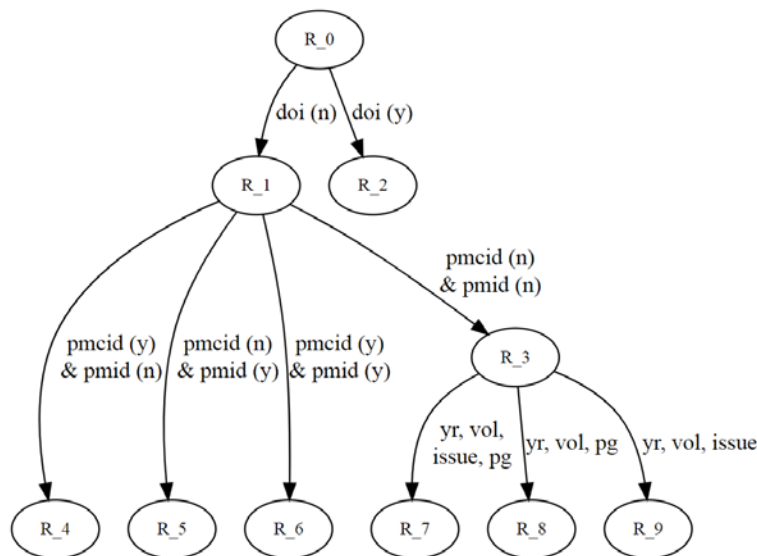 R_0
doi (n)
doi (y)
R_1
R_2
pmcid (n)
& pmid (n)
pmcid (y)
& pmid (n)
pmcid (n)
& pmid (y)
pmcid (y)
& pmid (y)
R_3
yr, vol,
issue, pg
yr, vol, pg
yr, vol, issue
R_4
R_5
R_6
R_7
R_8
R_9